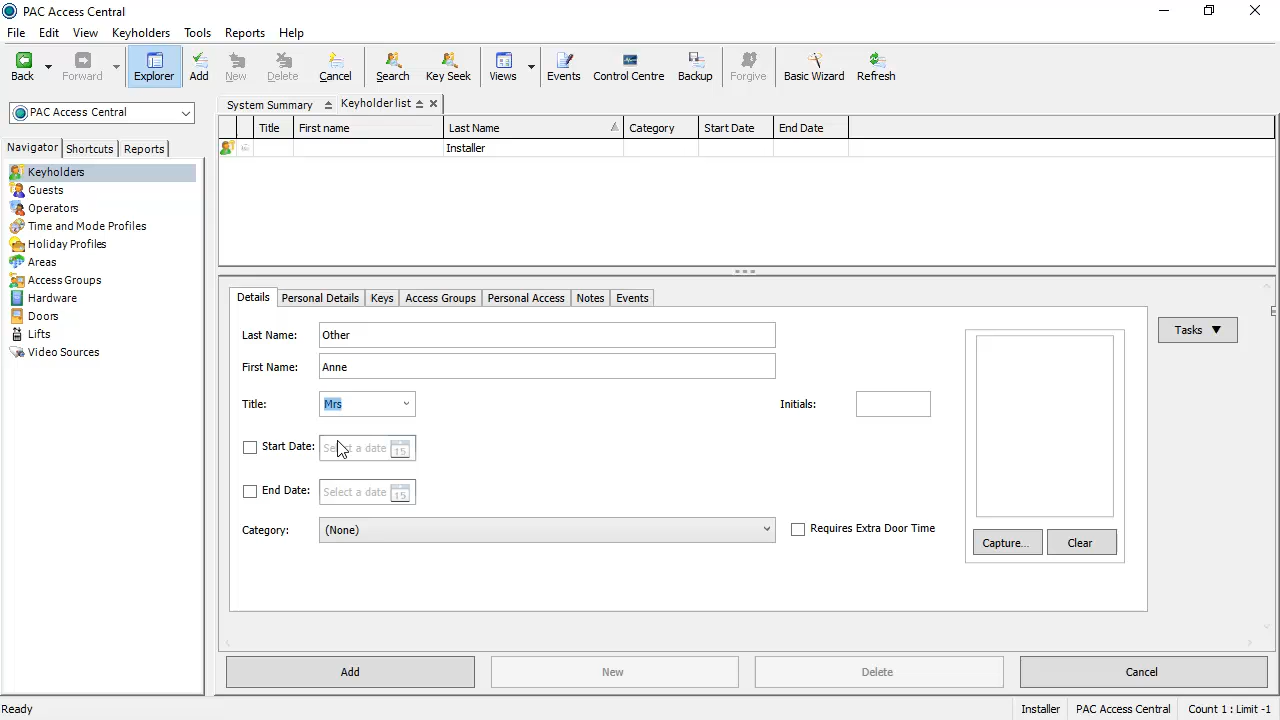 PAC Access Central
File Edit View Keyholders Tools Reports Help
Back Forward Explorer Add New Delete Cancel Search Key Seek Views Events Control Centre Backup Forgive Basic Wizard Refresh
PAC Access Central
System Summary Keyholder list
Title First name Last Name Category Start Date End Date
Installer
Navigator Shortcuts Reports
Keyholders
Guests
Operators
Time and Mode Profiles
Holiday Profiles
Areas
Access Groups
Hardware
Doors
Lifts
Video Sources
Details Personal Details Keys Access Groups Personal Access Notes Events
Last Name: Other
First Name: Anne
Tasks
Title: Mrs Initials:
Start Date: Select a date 15
End Date: Select a date 15
Category: (None) Requires Extra Door Time
Capture... Clear
Add New Delete Cancel
Ready Installer PAC Access Central Count 1 : Limit -1